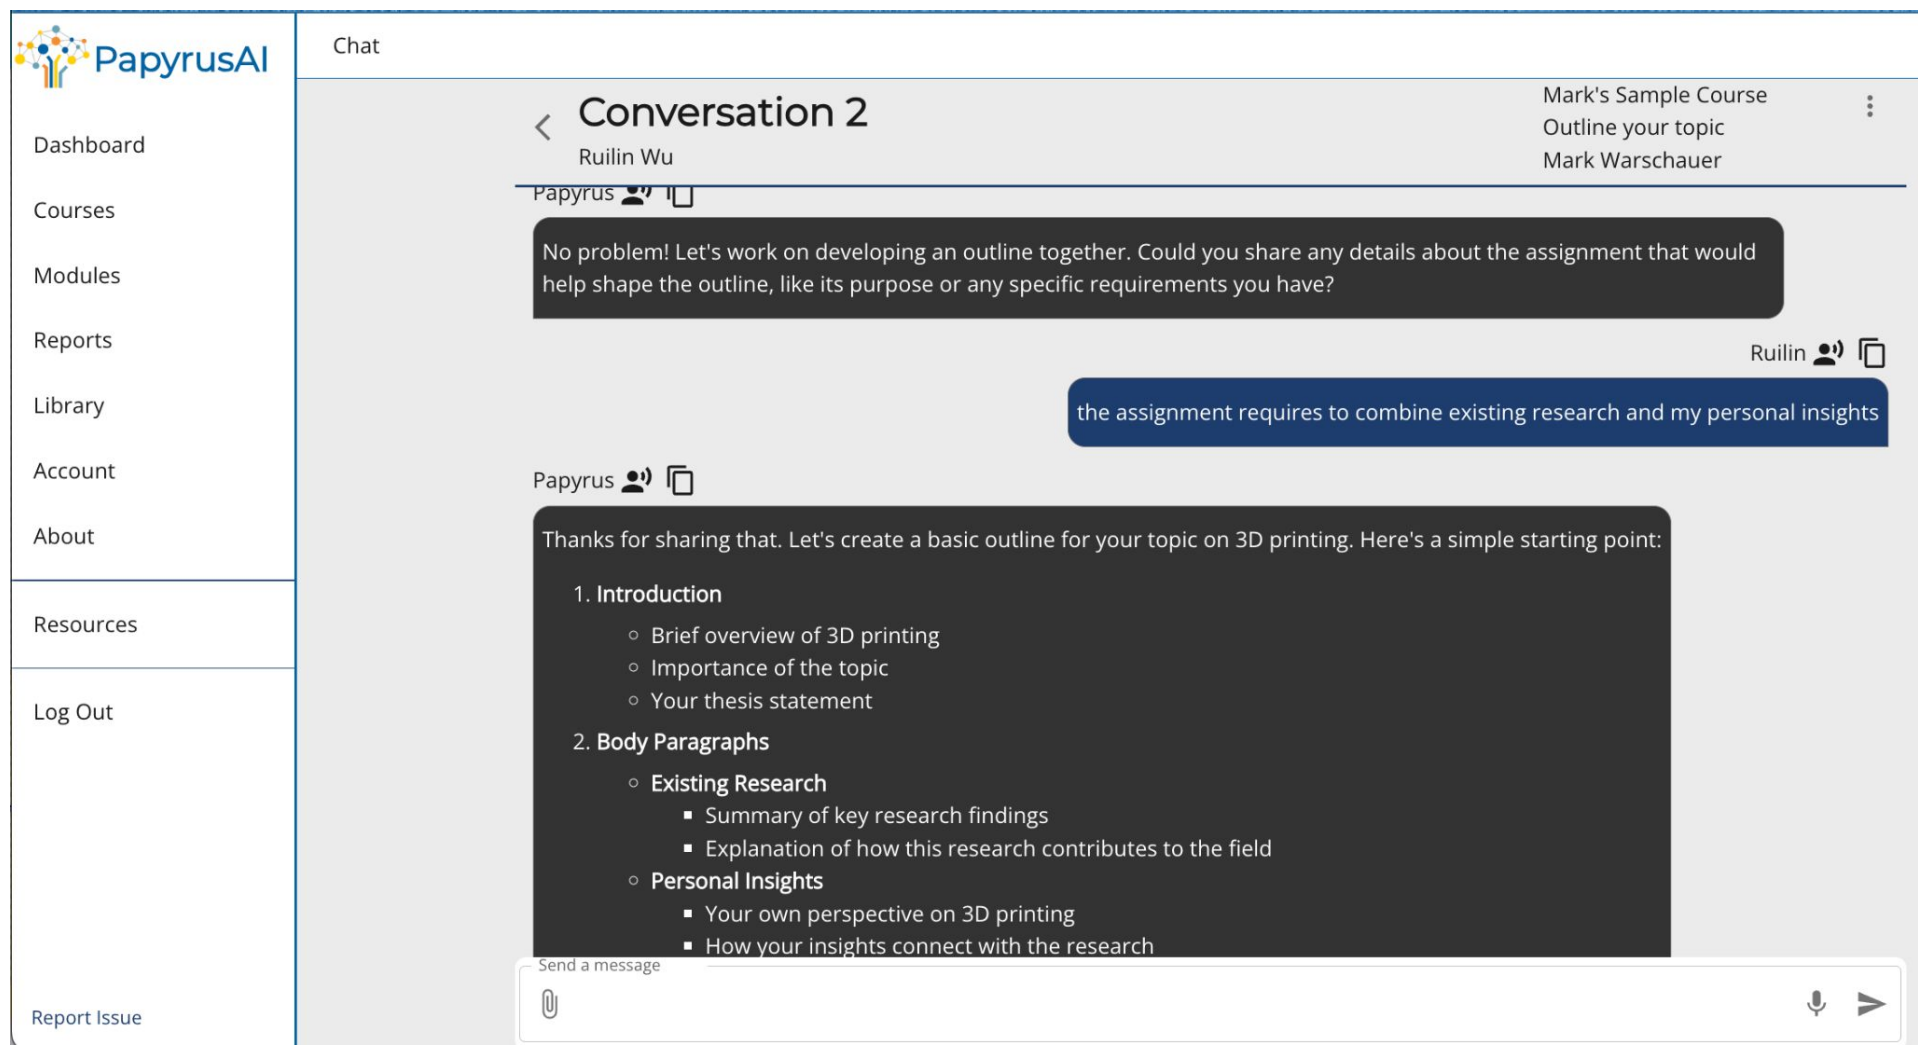 PapyrusAI
Chat
Dashboard
Courses
Modules
Reports
Library
Account
About
Resources
Log Out
Report Issue
Conversation 2
Ruilin Wu
Mark's Sample Course
Outline your topic
Mark Warschauer
Papyrus
No problem! Let's work on developing an outline together. Could you share any details about the assignment that would
help shape the outline, like its purpose or any specific requirements you have?
Ruilin
the assignment requires to combine existing research and my personal insights
Papyrus
Thanks for sharing that. Let's create a basic outline for your topic on 3D printing. Here's a simple starting point:
1. Introduction
◦ Brief overview of 3D printing
◦ Importance of the topic
◦ Your thesis statement
2. Body Paragraphs
◦ Existing Research
▪ Summary of key research findings
▪ Explanation of how this research contributes to the field
◦ Personal Insights
▪ Your own perspective on 3D printing
▪ How your insights connect with the research
Send a message